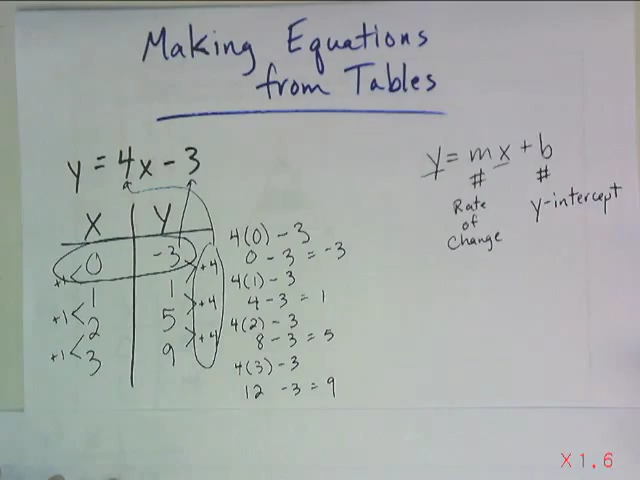 Making Equations
from Tables
y = 4x - 3
y = mx + b
# #
Rate of Change
y-intercept
X Y
0 -3
1 1
2 5
3 9
+1 +4
+1 +4
+1 +4
4(0) - 3
0 - 3 = -3
4(1) - 3
4 - 3 = 1
4(2) - 3
8 - 3 = 5
4(3) - 3
12 - 3 = 9
X1.6